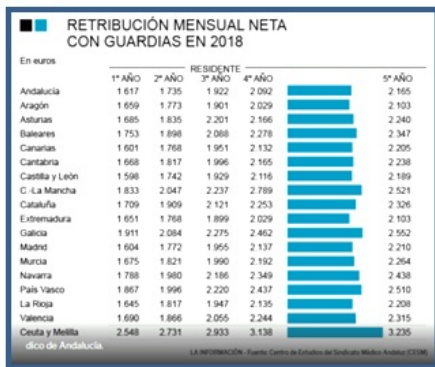 RETRIBUCIÓN MENSUAL NETA
CON GUARDIAS EN 2018
En euros
RESIDENTE
1º AÑO 2º AÑO 3º AÑO 4º AÑO 5º AÑO
Andalucía 1.617 1.735 1.922 2.092 2.165
Aragón 1.659 1.773 1.901 2.029 2.103
Asturias 1.685 1.835 2.201 2.166 2.240
Baleares 1.753 1.898 2.088 2.278 2.347
Canarias 1.601 1.768 1.951 2.132 2.205
Cantabria 1.668 1.817 1.996 2.165 2.238
Castilla y León 1.598 1.742 1.929 2.116 2.189
C.-La Mancha 1.833 2.047 2.237 2.789 2.521
Cataluña 1.709 1.909 2.121 2.253 2.326
Extremadura 1.651 1.768 1.899 2.029 2.103
Galicia 1.911 2.084 2.275 2.462 2.552
Madrid 1.604 1.772 1.955 2.137 2.210
Murcia 1.675 1.821 1.990 2.192 2.264
Navarra 1.788 1.980 2.186 2.349 2.438
País Vasco 1.867 1.996 2.220 2.437 2.510
La Rioja 1.645 1.817 1.947 2.135 2.208
Valencia 1.690 1.866 2.055 2.244 2.315
Ceuta y Melilla 2.548 2.731 2.933 3.138 3.235
dico de Andalucía.
LA INFORMACIÓN - Fuente: Centro de Estudios del Sindicato Médico Andaluz (CESM)